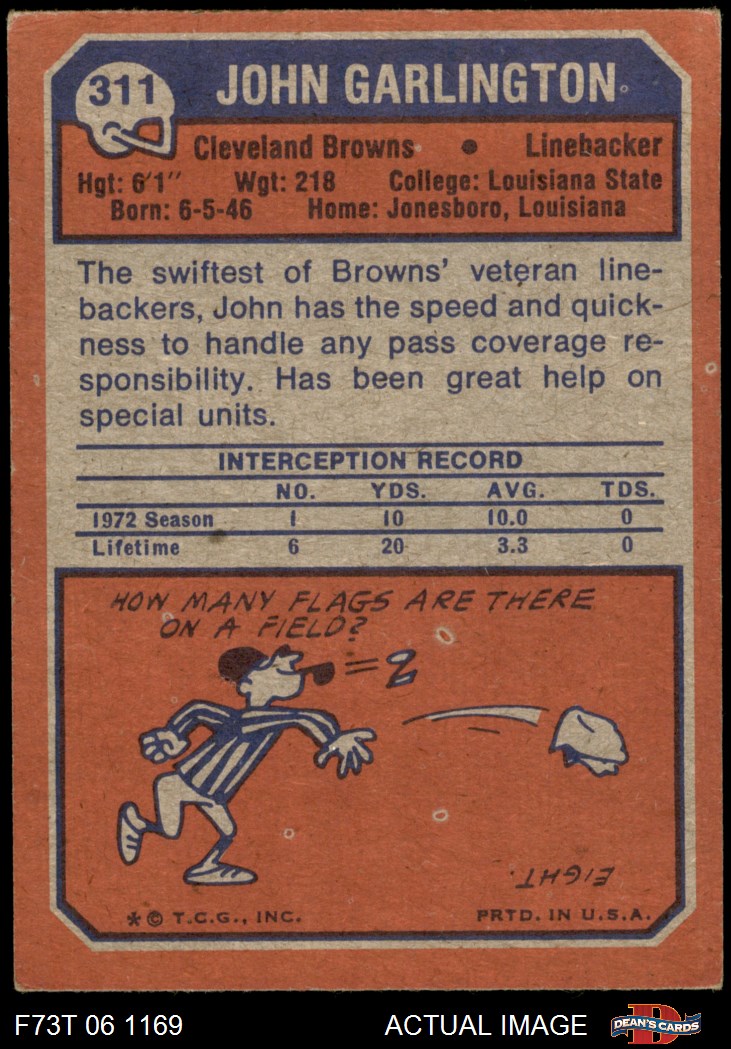 311
JOHN GARLINGTON
Cleveland Browns • Linebacker
Hgt: 6'1" Wgt: 218 College: Louisiana State
Born: 6-5-46 Home: Jonesboro, Louisiana
The swiftest of Browns' veteran line-
backers, John has the speed and quick-
ness to handle any pass coverage re-
sponsibility. Has been great help on
special units.
INTERCEPTION RECORD
NO. YDS. AVG. TDS.
1972 Season 1 10 10.0 0
Lifetime 6 20 3.3 0
HOW MANY FLAGS ARE THERE
ON A FIELD?
EIGHT.
* © T.C.G., INC. PRTD. IN U.S.A.
F73T 06 1169 ACTUAL IMAGE DEAN'S CARDS